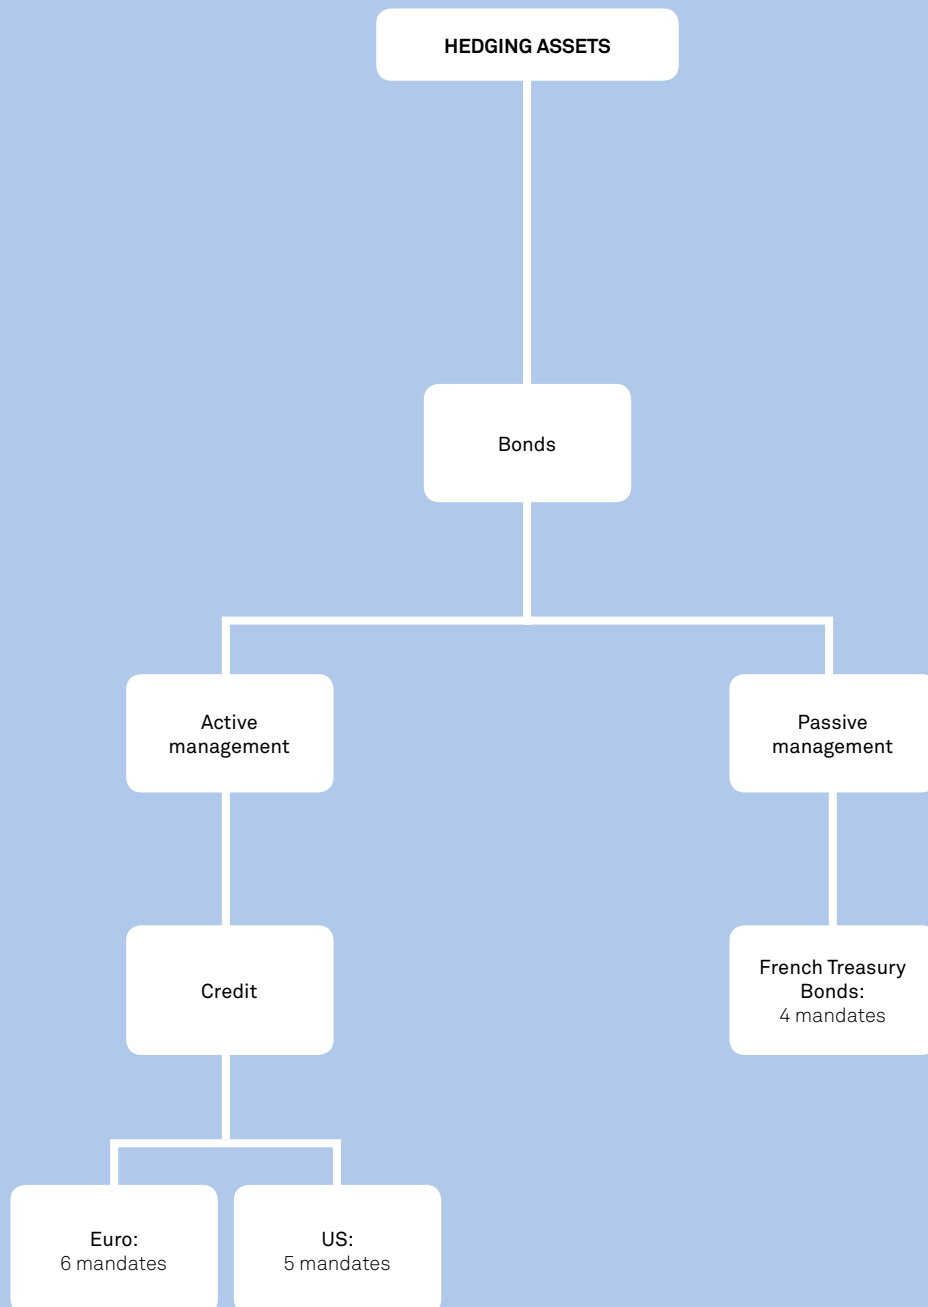 HEDGING ASSETS
Bonds
Active
management
Passive
management
Credit
French Treasury
Bonds:
4 mandates
Euro:
6 mandates
US:
5 mandates